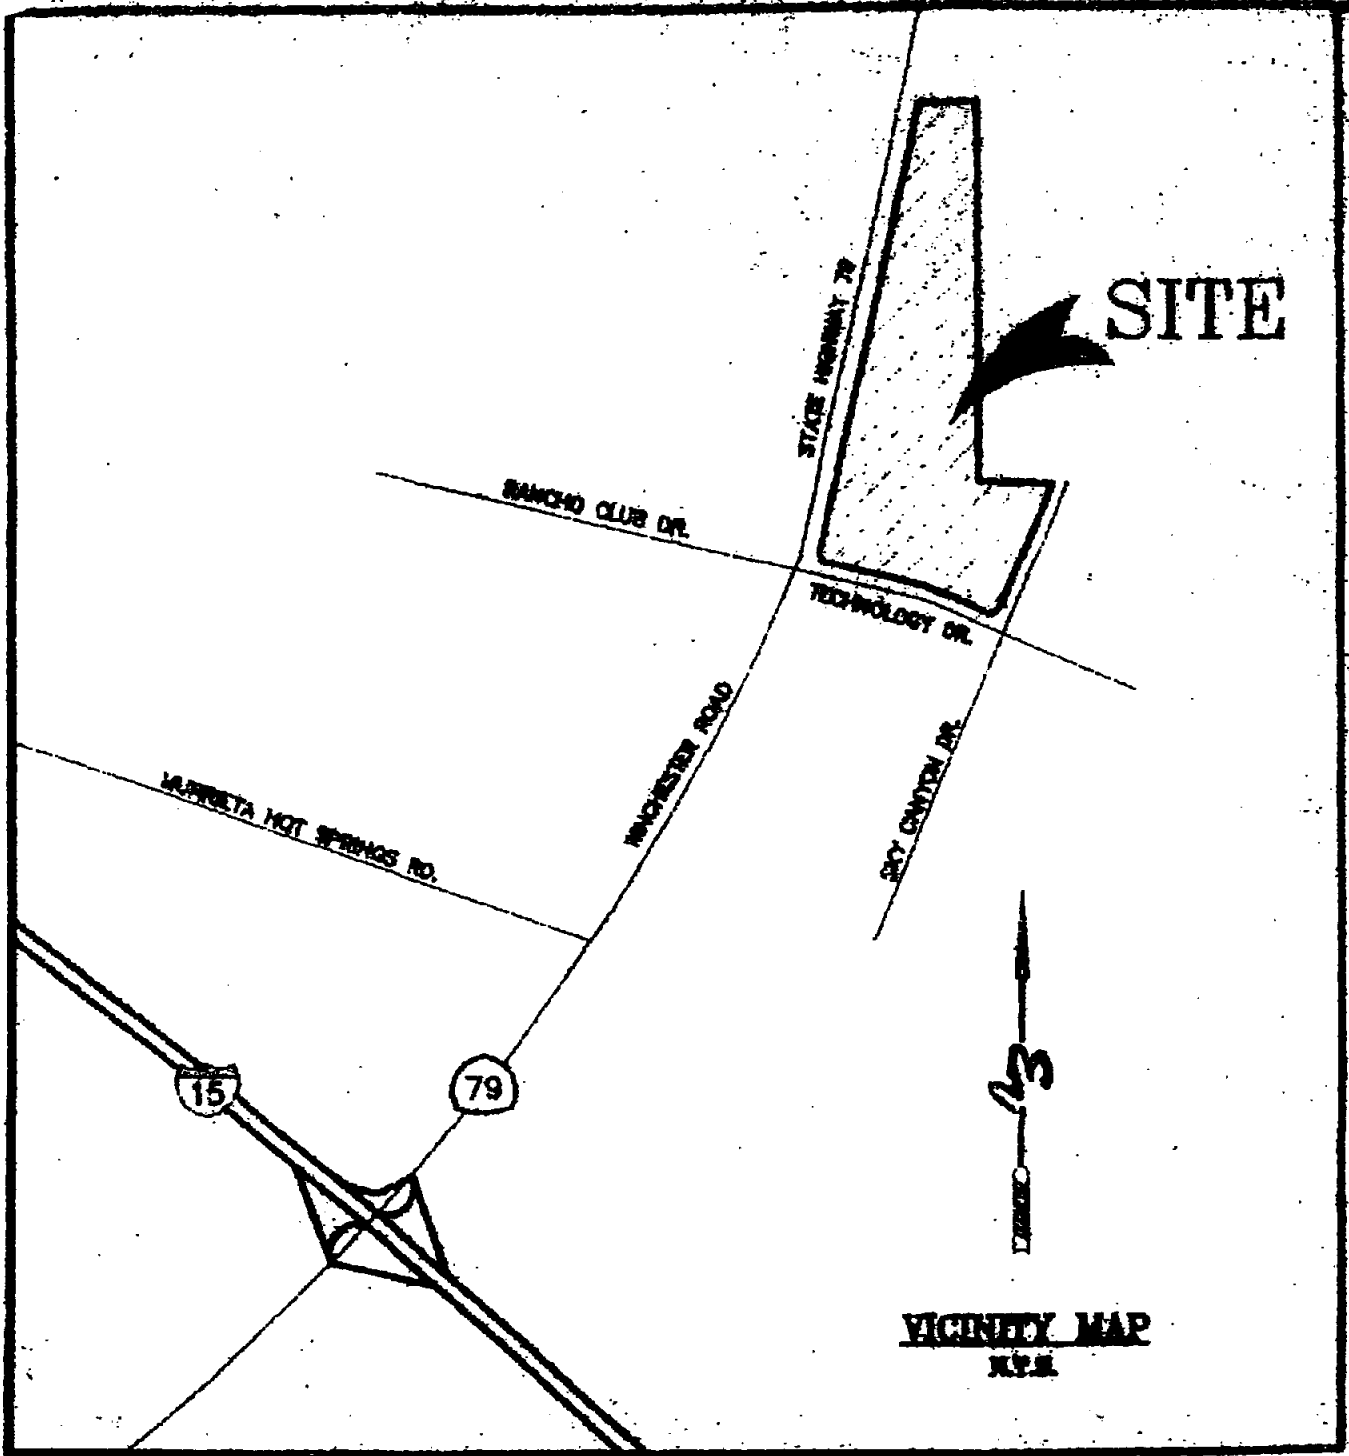 SITE
STATE HIGHWAY 79
RANCHO CLUB DR.
TECHNOLOGY DR.
WINCHESTER ROAD
SKY CANYON DR.
MURRIETA HOT SPRINGS RD.
15
79
VICINITY MAP
N.T.S.